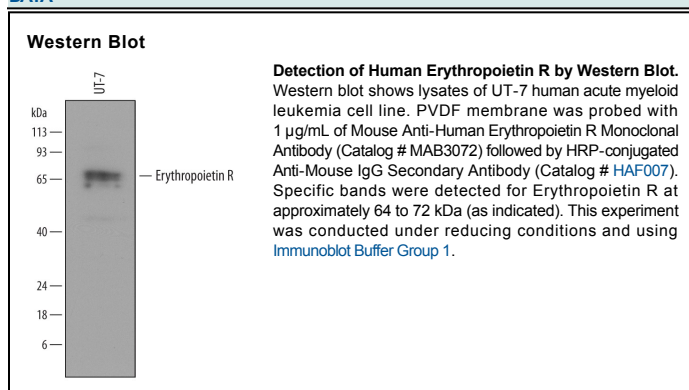 DATA
Western Blot
UT-7
kDa
113
93
65
40
24
18
6
Erythropoietin R
Detection of Human Erythropoietin R by Western Blot.
Western blot shows lysates of UT-7 human acute myeloid
leukemia cell line. PVDF membrane was probed with
1 µg/mL of Mouse Anti-Human Erythropoietin R Monoclonal
Antibody (Catalog # MAB3072) followed by HRP-conjugated
Anti-Mouse IgG Secondary Antibody (Catalog # HAF007).
Specific bands were detected for Erythropoietin R at
approximately 64 to 72 kDa (as indicated). This experiment
was conducted under reducing conditions and using
Immunoblot Buffer Group 1.